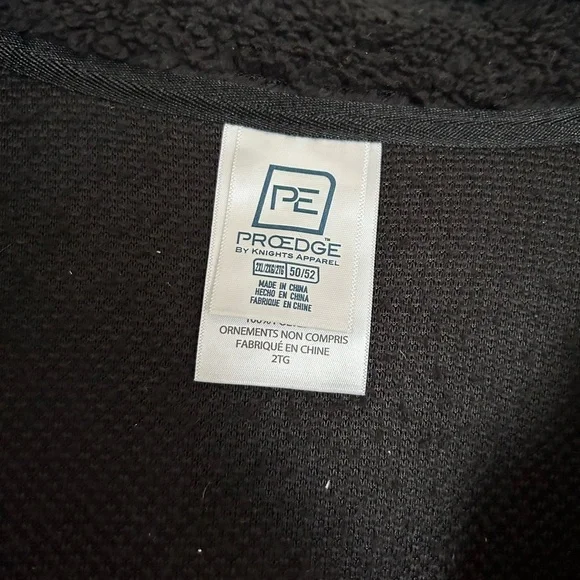 PE
PROEDGE™
BY KNIGHTS APPAREL
2XL/2XG/2TG 50/52
MADE IN CHINA
HECHO EN CHINA
FABRIQUE EN CHINE
ORNEMENTS NON COMPRIS
FABRIQUÉ EN CHINE
2TG